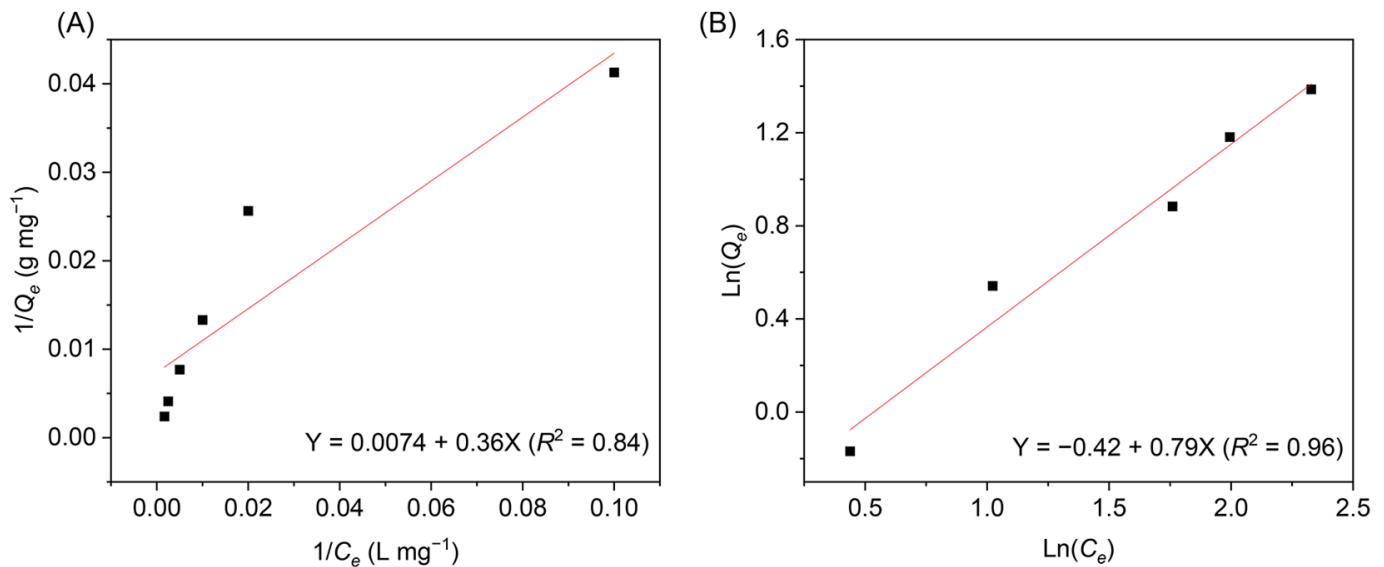 (A)
0.04
0.03
0.02
0.01
0.00
1/Qₑ (g mg⁻¹)
Y = 0.0074 + 0.36X (R² = 0.84)
0.00 0.02 0.04 0.06 0.08 0.10
1/Cₑ (L mg⁻¹)
(B)
1.6
1.2
0.8
0.4
0.0
Ln(Qₑ)
Y = −0.42 + 0.79X (R² = 0.96)
0.5 1.0 1.5 2.0 2.5
Ln(Cₑ)